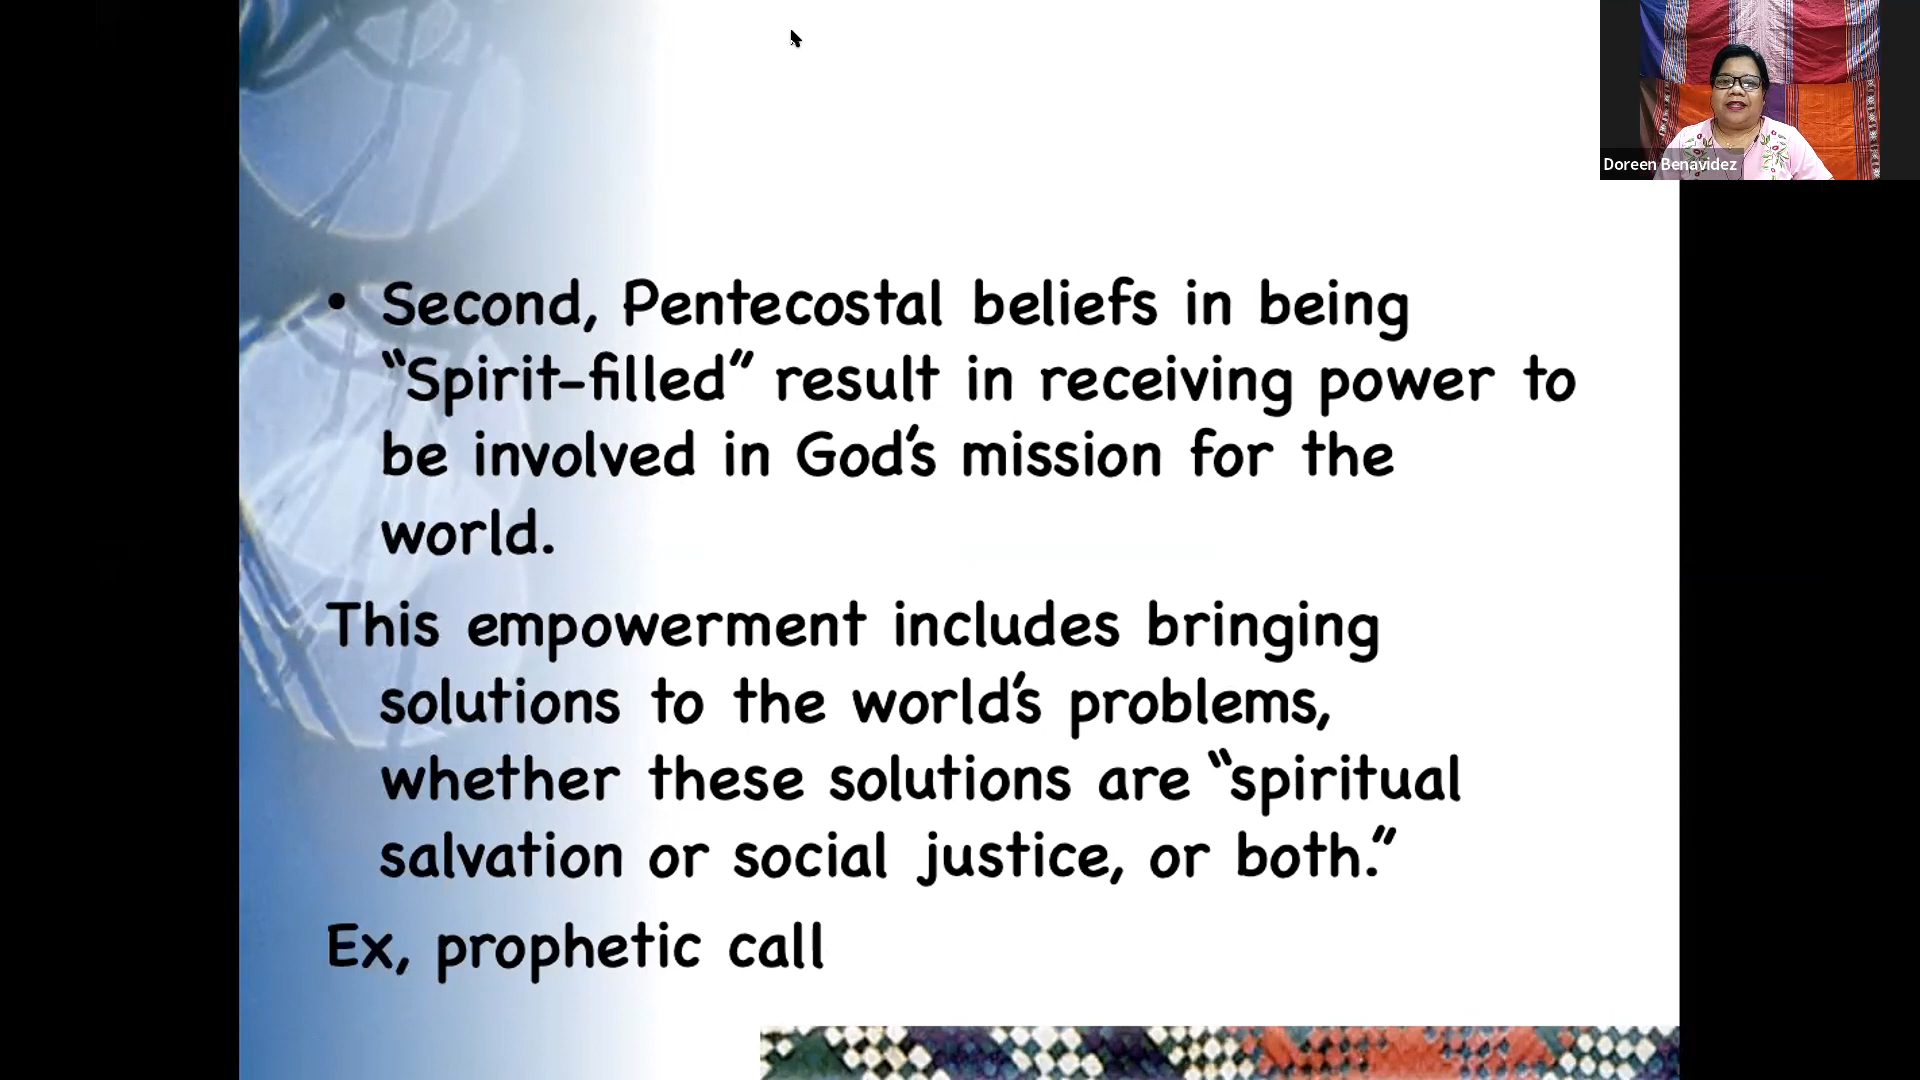 Doreen Benavidez
• Second, Pentecostal beliefs in being
“Spirit-filled” result in receiving power to
be involved in God’s mission for the
world.
This empowerment includes bringing
solutions to the world’s problems,
whether these solutions are “spiritual
salvation or social justice, or both.”
Ex, prophetic call